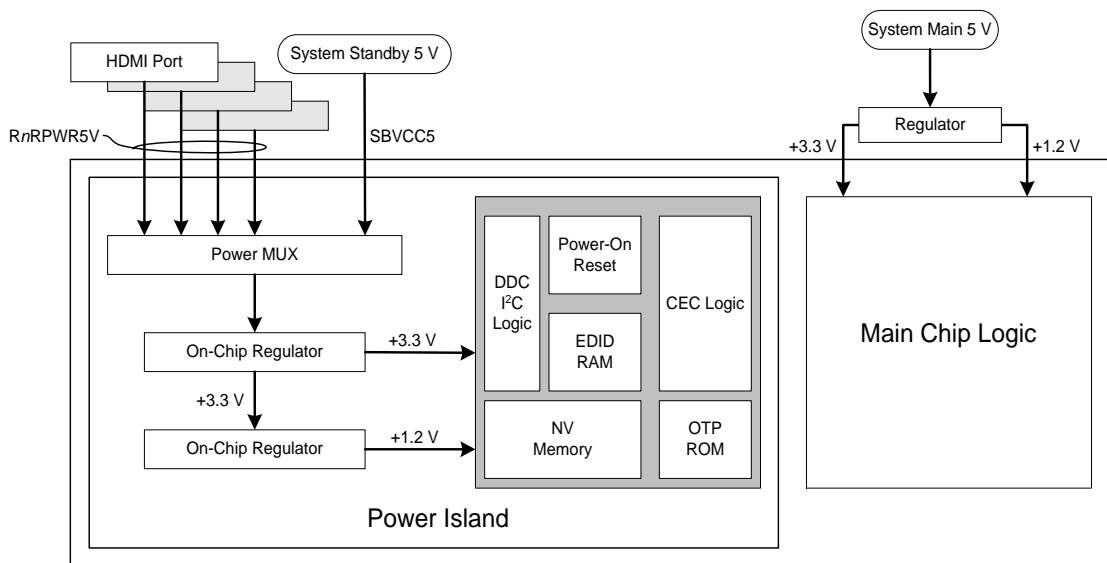 System Main 5 V
System Standby 5 V
HDMI Port
Regulator
RnRPWR5V
SBVCC5
+3.3 V
+1.2 V
Power MUX
DDC
I²C
Logic
Power-On
Reset
CEC Logic
EDID
RAM
Main Chip Logic
On-Chip Regulator
+3.3 V
+3.3 V
On-Chip Regulator
+1.2 V
NV
Memory
OTP
ROM
Power Island